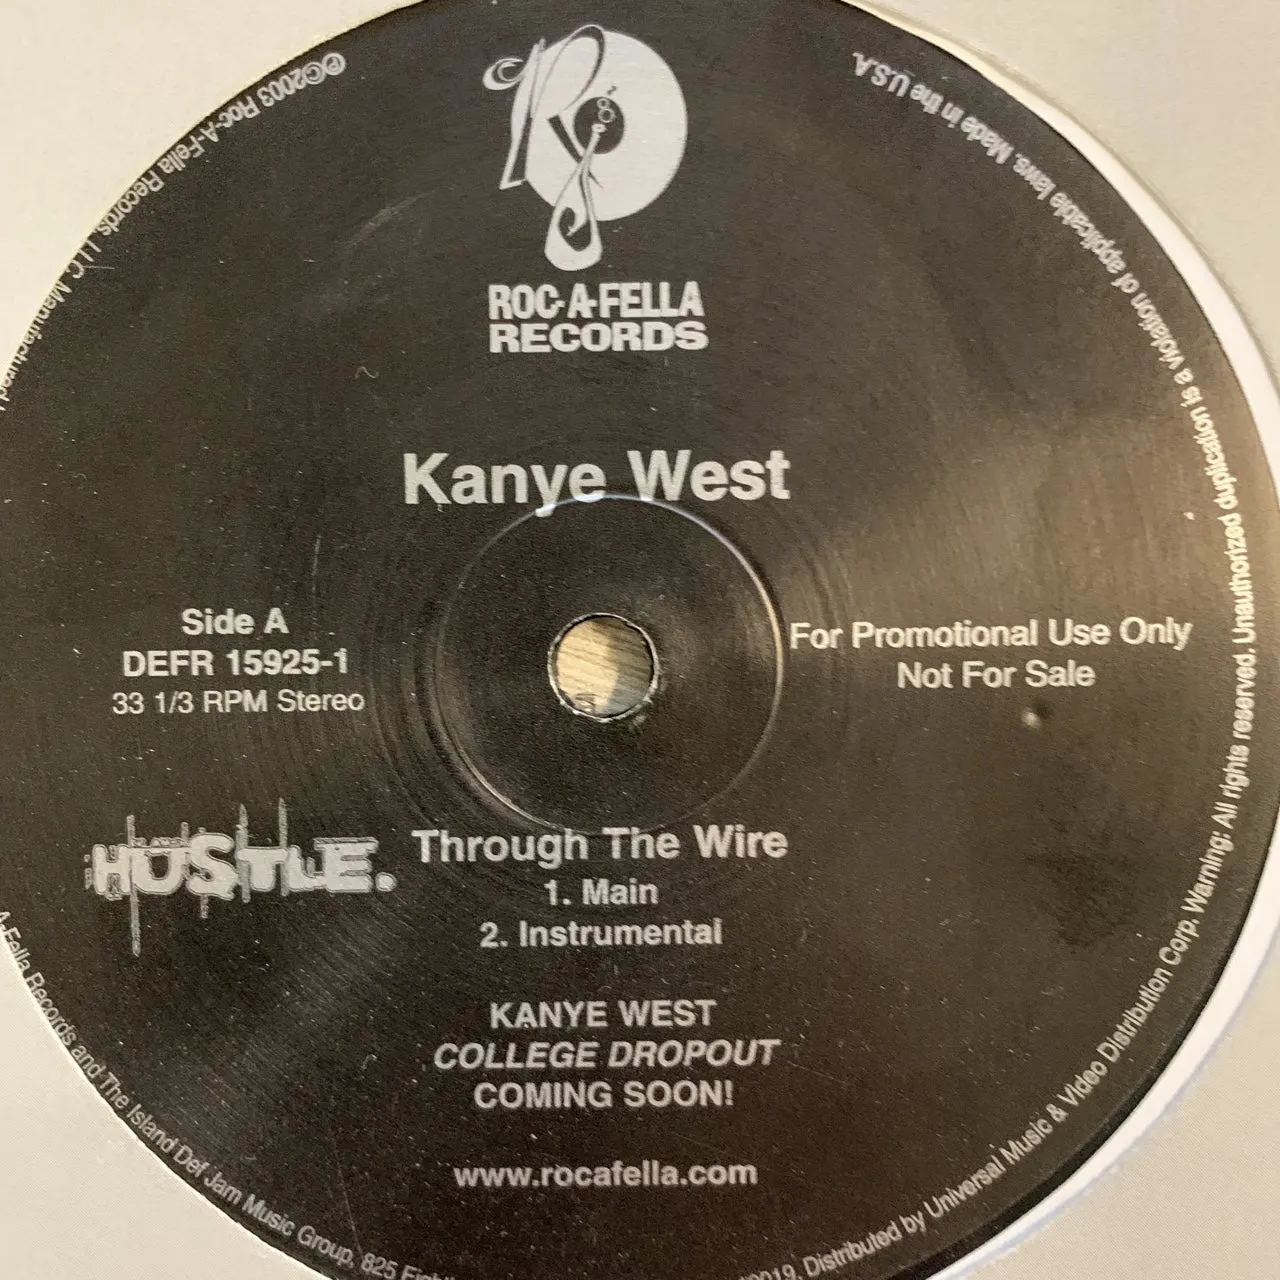 ROC-A-FELLA
RECORDS
Kanye West
Side A
DEFR 15925-1
33 1/3 RPM Stereo
For Promotional Use Only
Not For Sale
HUSTLE.
Through The Wire
1. Main
2. Instrumental
KANYE WEST
COLLEGE DROPOUT
COMING SOON!
www.rocafella.com
℗©2003 Roc-A-Fella Records, LLC. Manufactured
A-Fella Records and The Island Def Jam Music Group, 825
Distributed by Universal Music & Video Distribution Corp. Warning: All rights reserved. Unauthorized duplication is a violation of applicable laws. Made in the U.S.A.